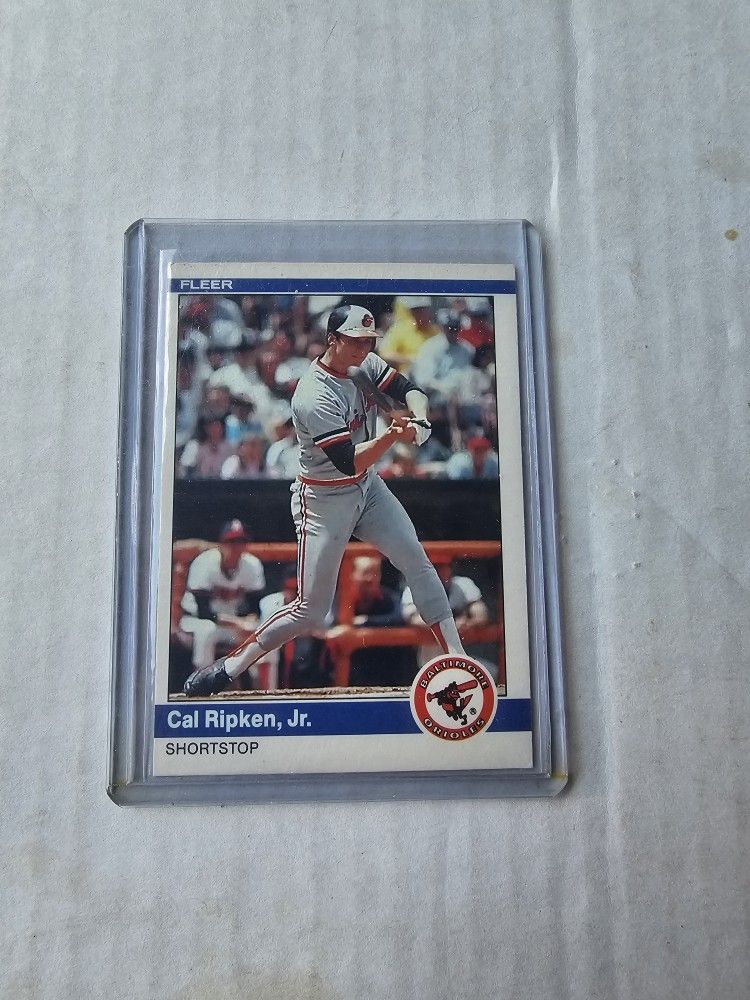 FLEER
BALTIMORE
ORIOLES
®
Cal Ripken, Jr.
SHORTSTOP